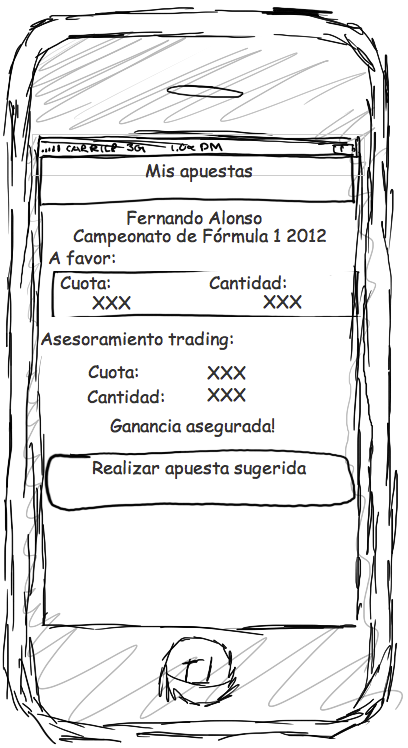 CARRIER 3G 1:00 PM
Mis apuestas
Fernando Alonso
Campeonato de Fórmula 1 2012
A favor:
Cuota: Cantidad:
XXX XXX
Asesoramiento trading:
Cuota: XXX
Cantidad: XXX
Ganancia asegurada!
Realizar apuesta sugerida